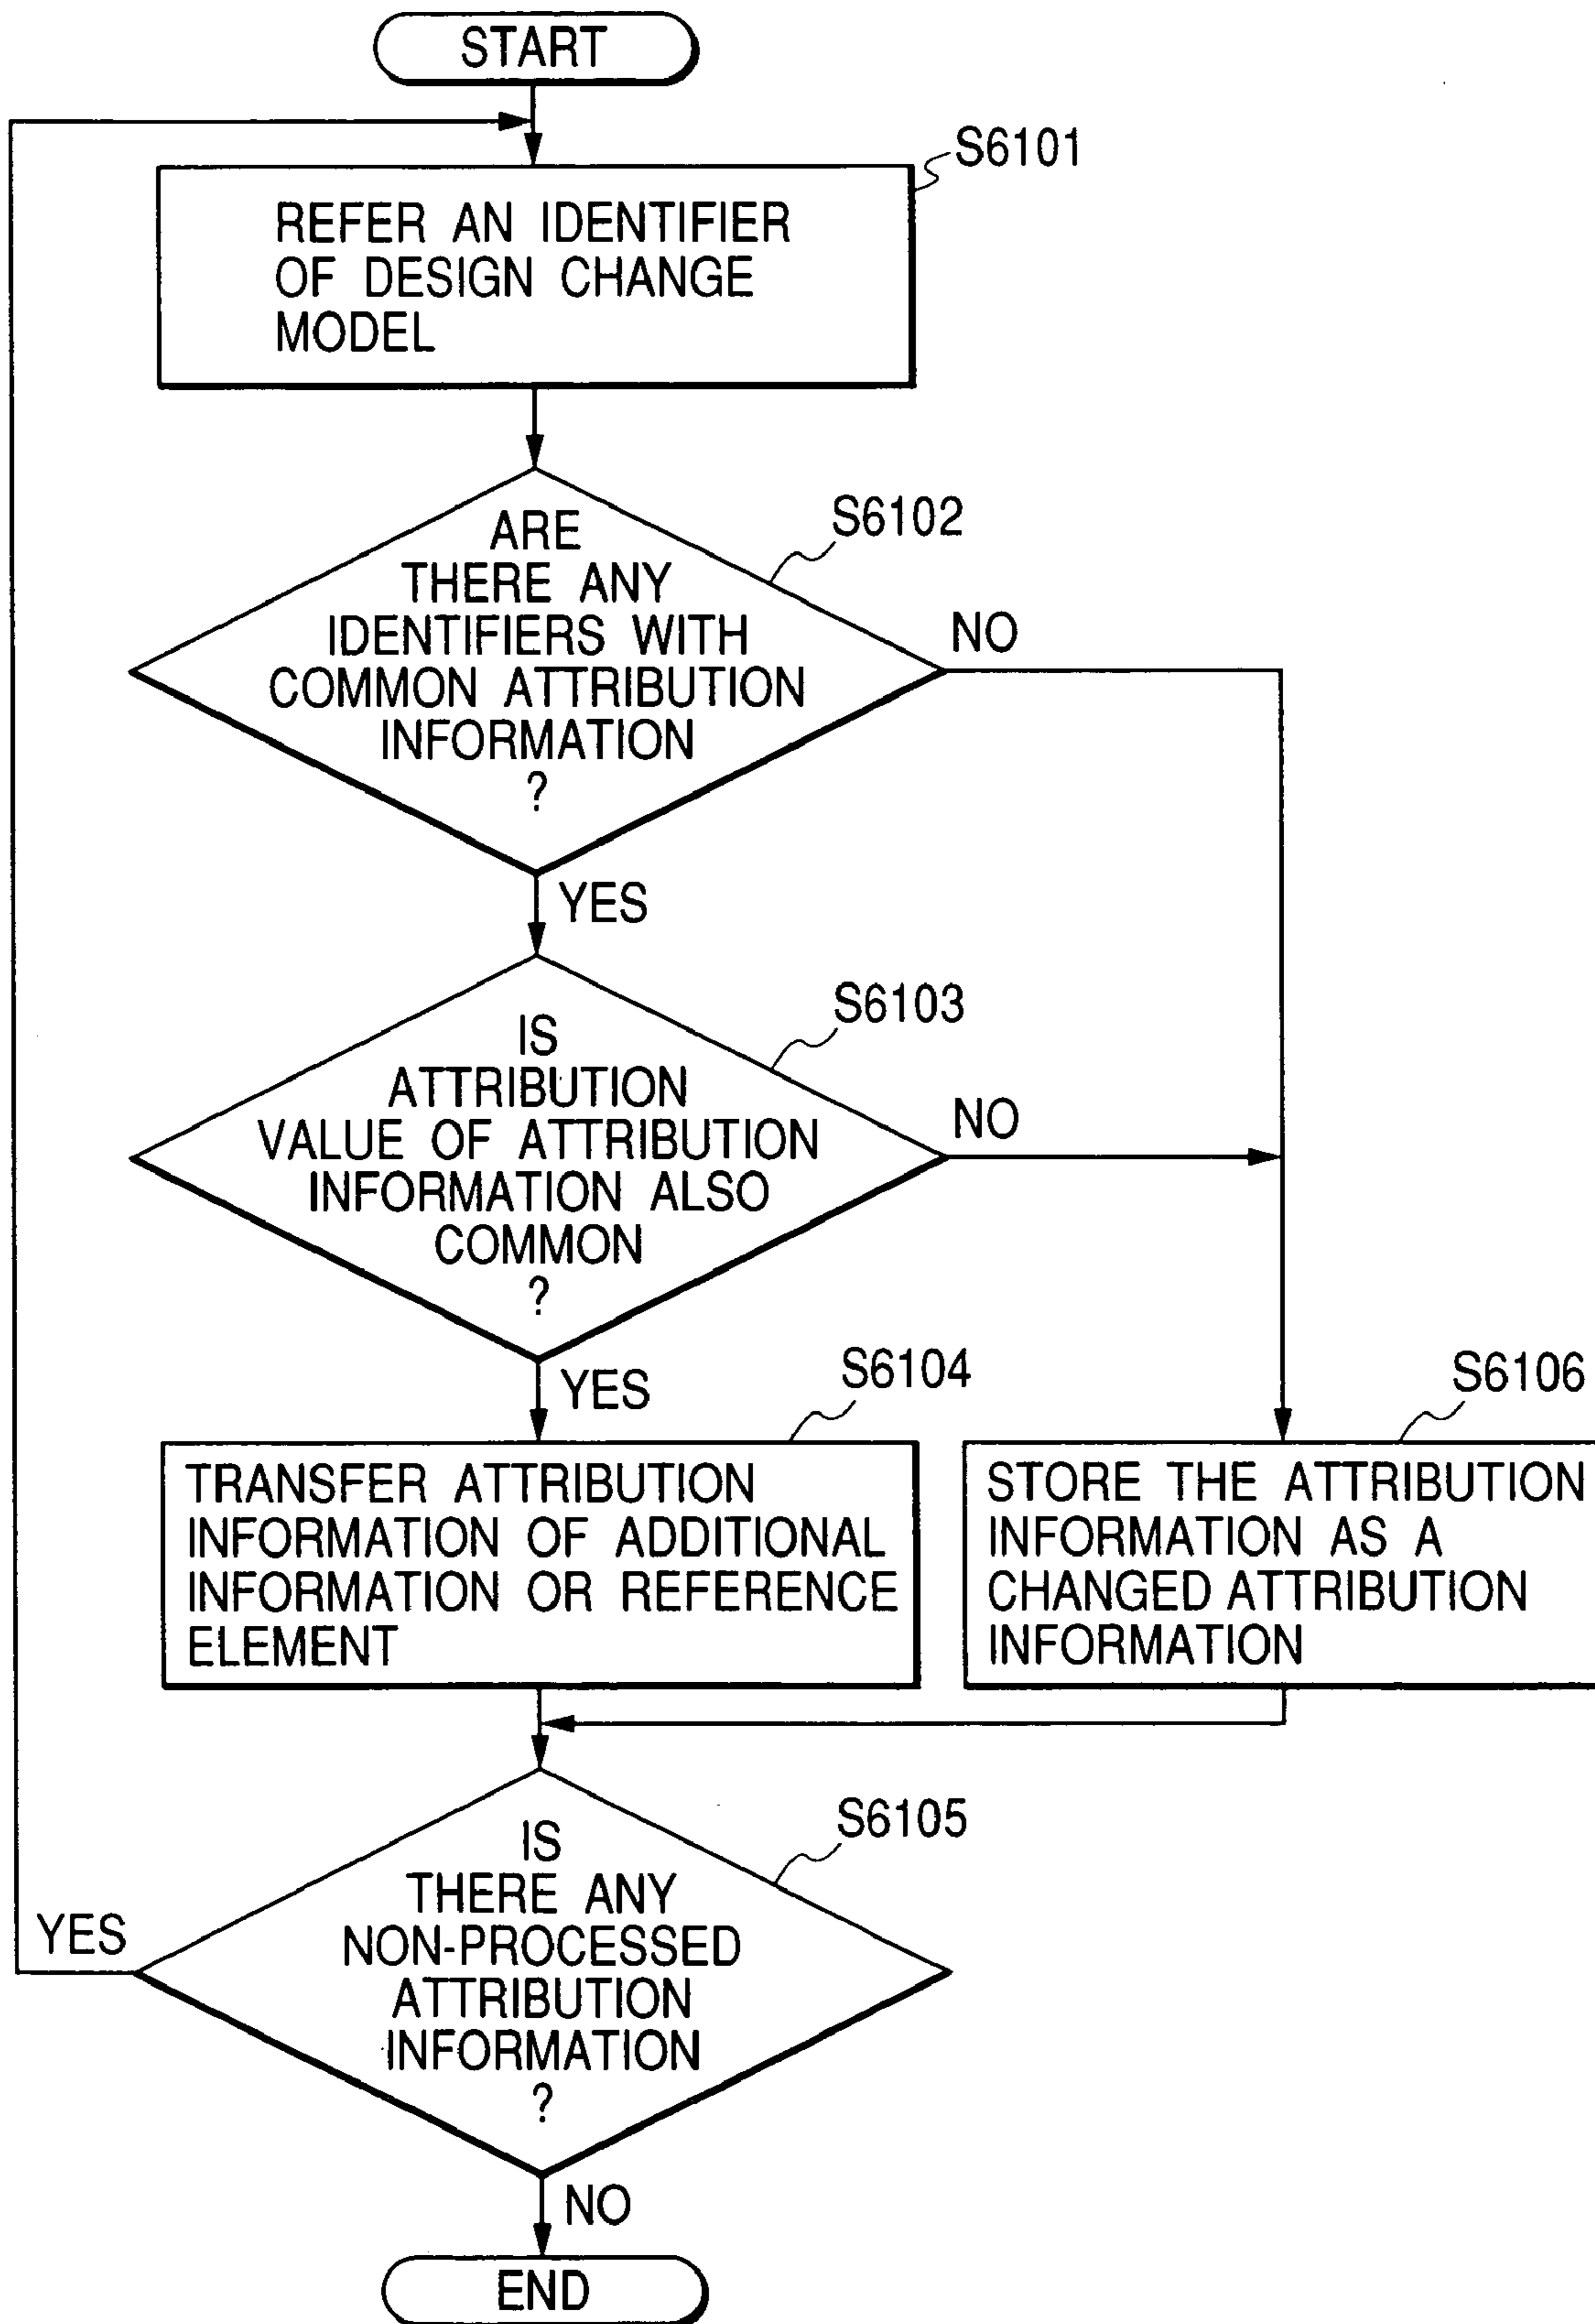 START
S6101
REFER AN IDENTIFIER
OF DESIGN CHANGE
MODEL
S6102
ARE
THERE ANY
IDENTIFIERS WITH
COMMON ATTRIBUTION
INFORMATION
?
NO
YES
S6103
IS
ATTRIBUTION
VALUE OF ATTRIBUTION
INFORMATION ALSO
COMMON
?
NO
YES
S6104
TRANSFER ATTRIBUTION
INFORMATION OF ADDITIONAL
INFORMATION OR REFERENCE
ELEMENT
S6106
STORE THE ATTRIBUTION
INFORMATION AS A
CHANGED ATTRIBUTION
INFORMATION
S6105
IS
THERE ANY
NON-PROCESSED
ATTRIBUTION
INFORMATION
?
YES
NO
END